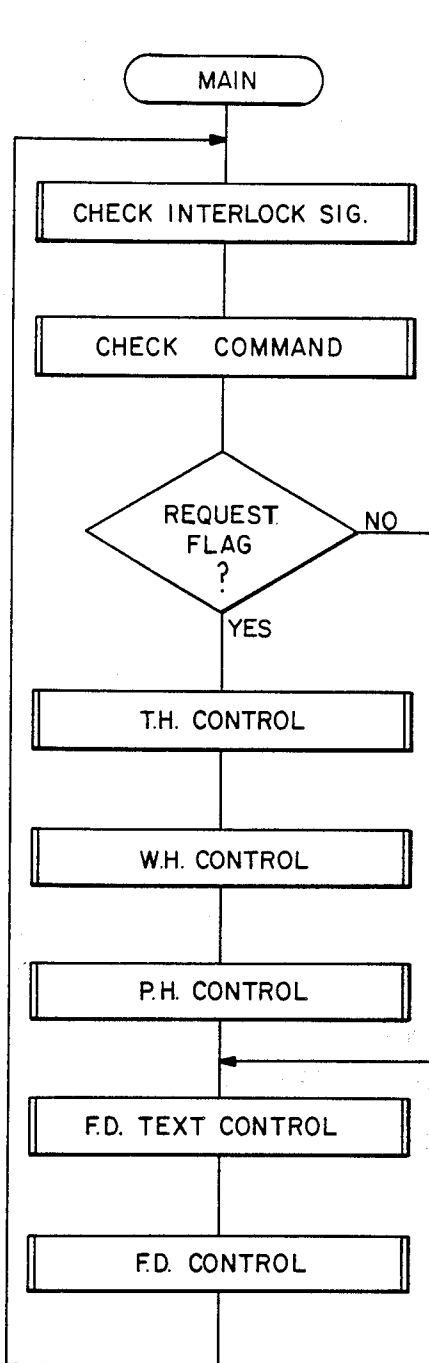 MAIN
CHECK INTERLOCK SIG.
CHECK COMMAND
REQUEST
FLAG
?
NO
YES
T.H. CONTROL
W.H. CONTROL
P.H. CONTROL
F.D. TEXT CONTROL
F.D. CONTROL